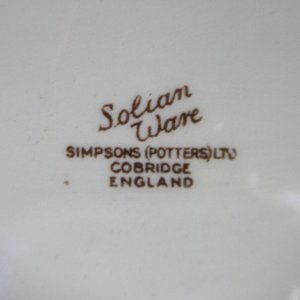 Solian
Ware
SIMPSONS (POTTERS) LTD
COBRIDGE
ENGLAND